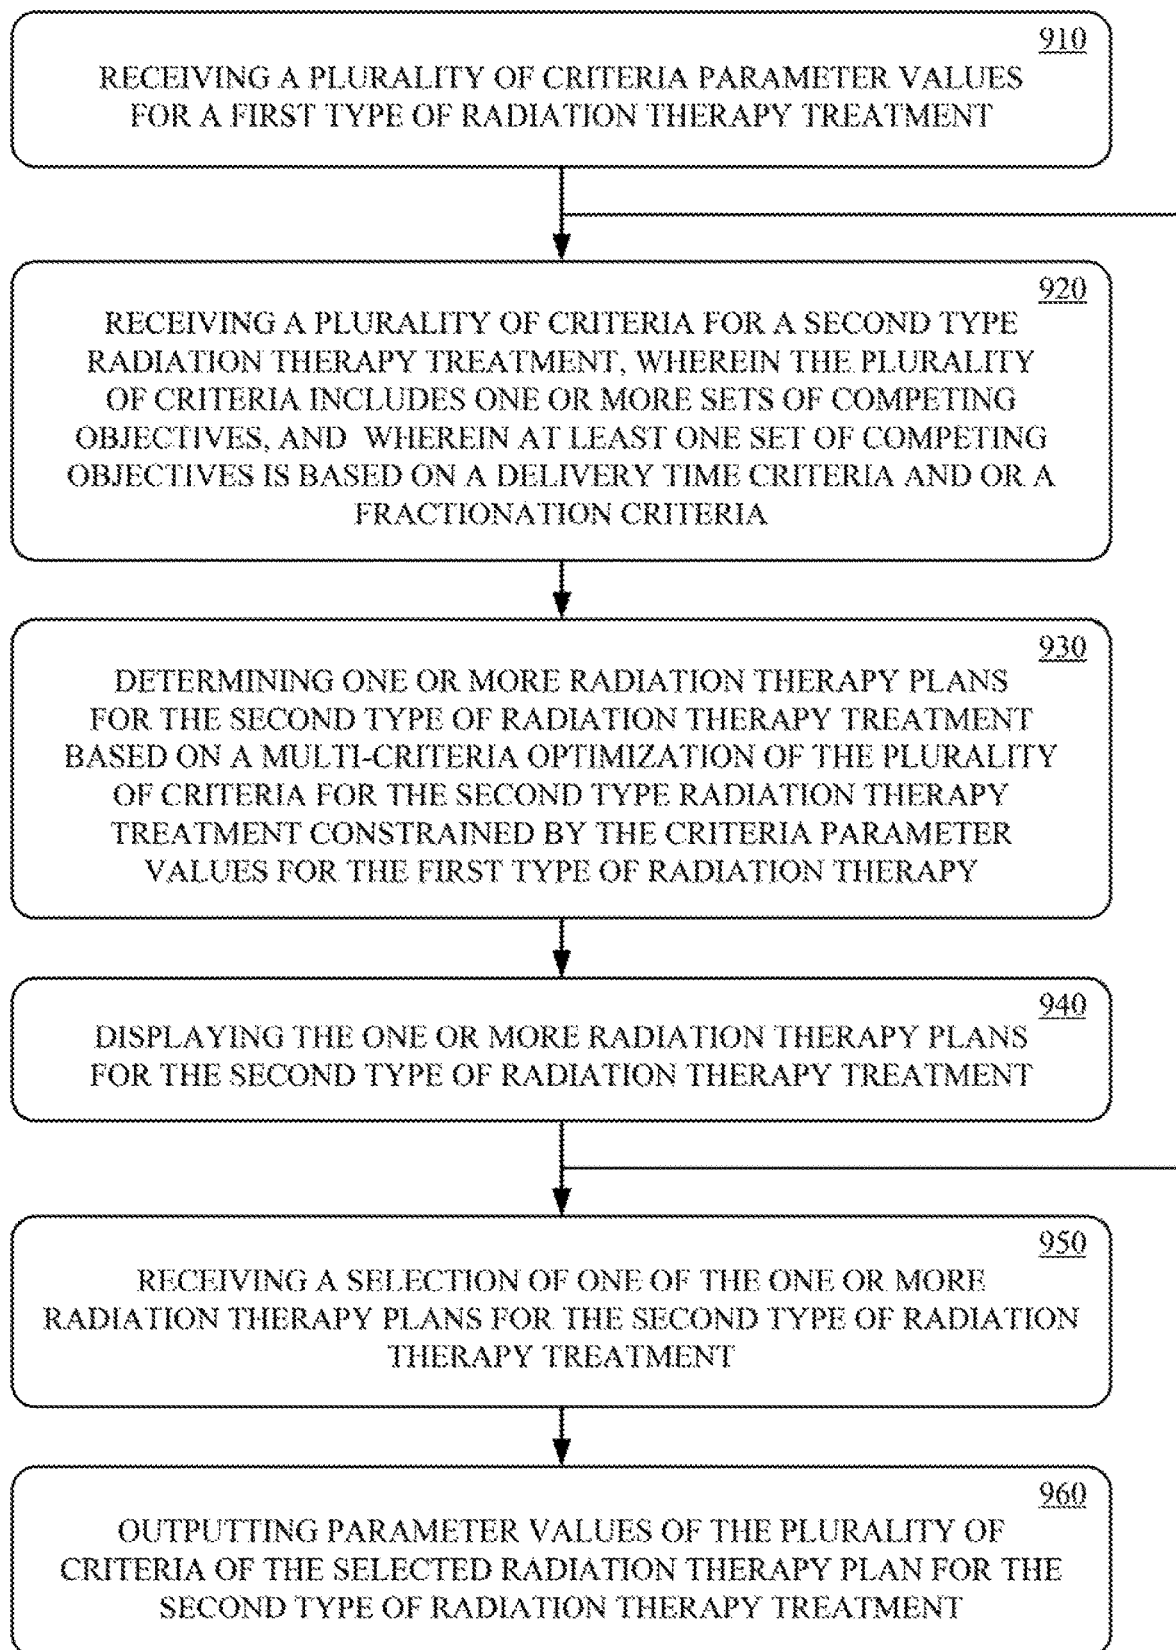 910
RECEIVING A PLURALITY OF CRITERIA PARAMETER VALUES
FOR A FIRST TYPE OF RADIATION THERAPY TREATMENT
920
RECEIVING A PLURALITY OF CRITERIA FOR A SECOND TYPE
RADIATION THERAPY TREATMENT, WHEREIN THE PLURALITY
OF CRITERIA INCLUDES ONE OR MORE SETS OF COMPETING
OBJECTIVES, AND WHEREIN AT LEAST ONE SET OF COMPETING
OBJECTIVES IS BASED ON A DELIVERY TIME CRITERIA AND OR A
FRACTIONATION CRITERIA
930
DETERMINING ONE OR MORE RADIATION THERAPY PLANS
FOR THE SECOND TYPE OF RADIATION THERAPY TREATMENT
BASED ON A MULTI-CRITERIA OPTIMIZATION OF THE PLURALITY
OF CRITERIA FOR THE SECOND TYPE RADIATION THERAPY
TREATMENT CONSTRAINED BY THE CRITERIA PARAMETER
VALUES FOR THE FIRST TYPE OF RADIATION THERAPY
940
DISPLAYING THE ONE OR MORE RADIATION THERAPY PLANS
FOR THE SECOND TYPE OF RADIATION THERAPY TREATMENT
950
RECEIVING A SELECTION OF ONE OF THE ONE OR MORE
RADIATION THERAPY PLANS FOR THE SECOND TYPE OF RADIATION
THERAPY TREATMENT
960
OUTPUTTING PARAMETER VALUES OF THE PLURALITY OF
CRITERIA OF THE SELECTED RADIATION THERAPY PLAN FOR THE
SECOND TYPE OF RADIATION THERAPY TREATMENT